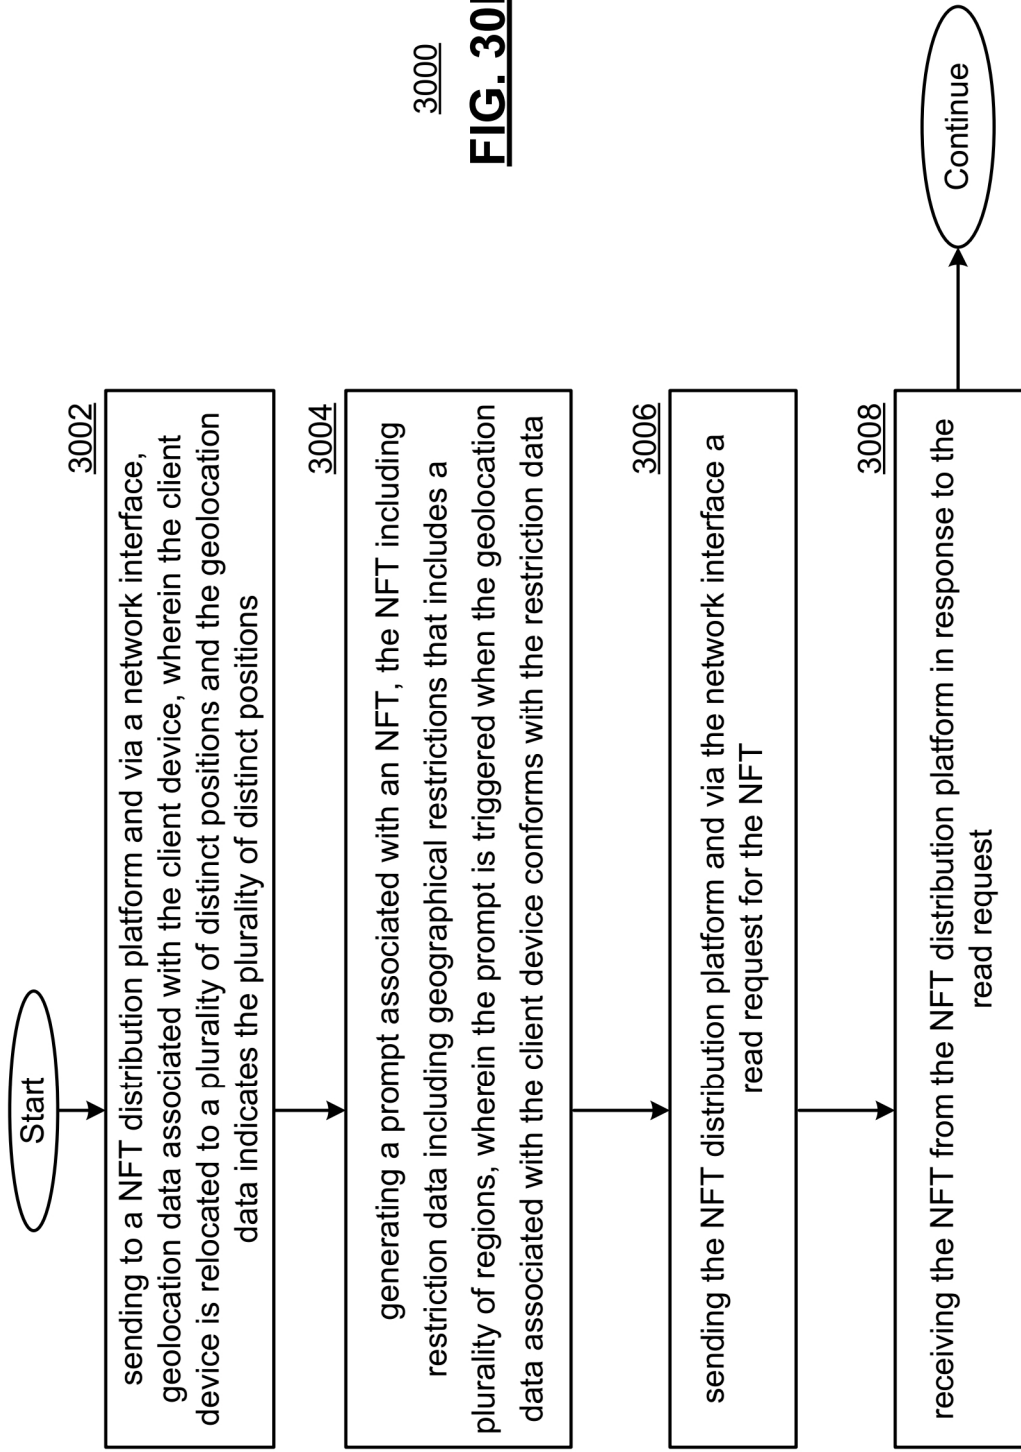 Start
3002
sending to a NFT distribution platform and via a network interface,
geolocation data associated with the client device, wherein the client
device is relocated to a plurality of distinct positions and the geolocation
data indicates the plurality of distinct positions
3004
generating a prompt associated with an NFT, the NFT including
restriction data including geographical restrictions that includes a
plurality of regions, wherein the prompt is triggered when the geolocation
data associated with the client device conforms with the restriction data
3000
FIG. 30
3006
sending the NFT distribution platform and via the network interface a
read request for the NFT
3008
receiving the NFT from the NFT distribution platform in response to the
read request
Continue